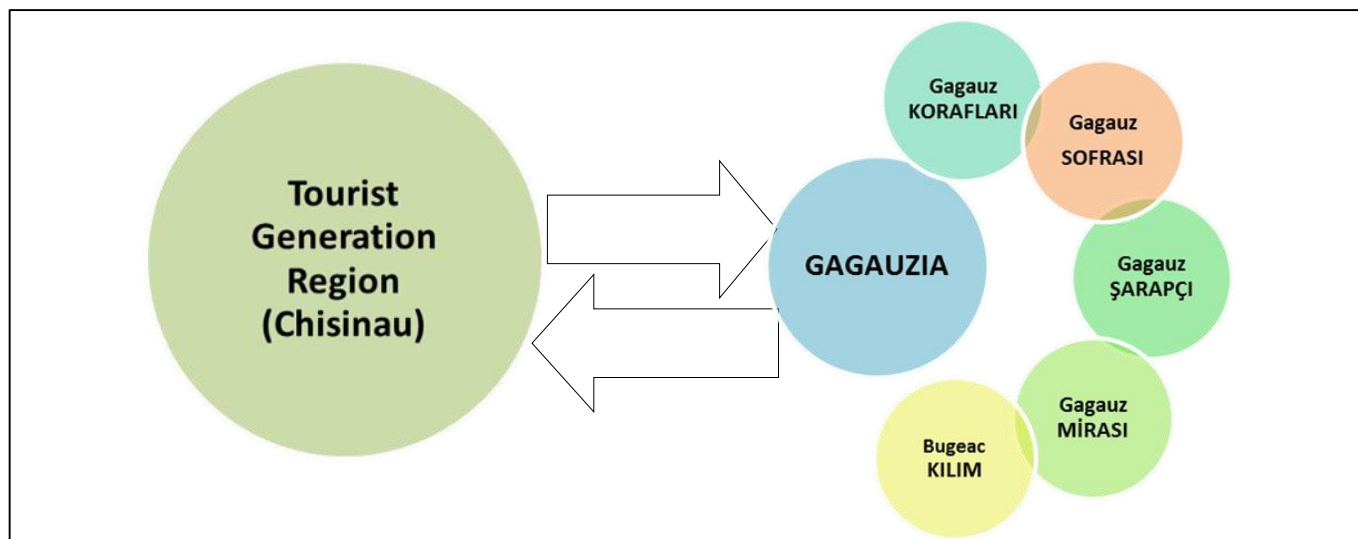 Tourist
Generation
Region
(Chisinau)
GAGAUZIA
Gagauz
KORAFLARI
Gagauz
SOFRASI
Gagauz
ŞARAPÇI
Gagauz
MİRASI
Bugeac
KILIM